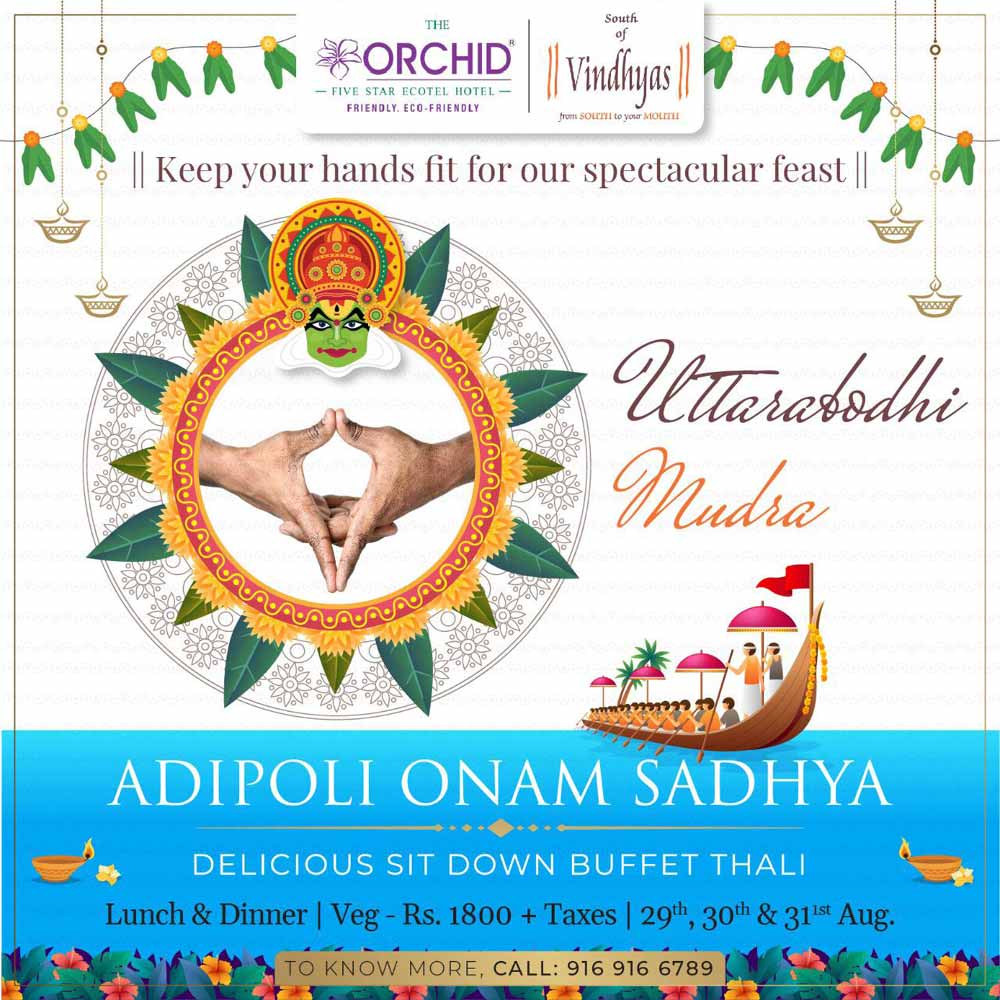 THE
ORCHID®
FIVE STAR ECOTEL HOTEL
FRIENDLY. ECO-FRIENDLY
South
of
|| Vindhyas ||
from SOUTH to your MOUTH
|| Keep your hands fit for our spectacular feast ||
Uttarabodhi
Mudra
ADIPOLI ONAM SADHYA
DELICIOUS SIT DOWN BUFFET THALI
Lunch & Dinner | Veg - Rs. 1800 + Taxes | 29th, 30th & 31st Aug.
TO KNOW MORE, CALL: 916 916 6789